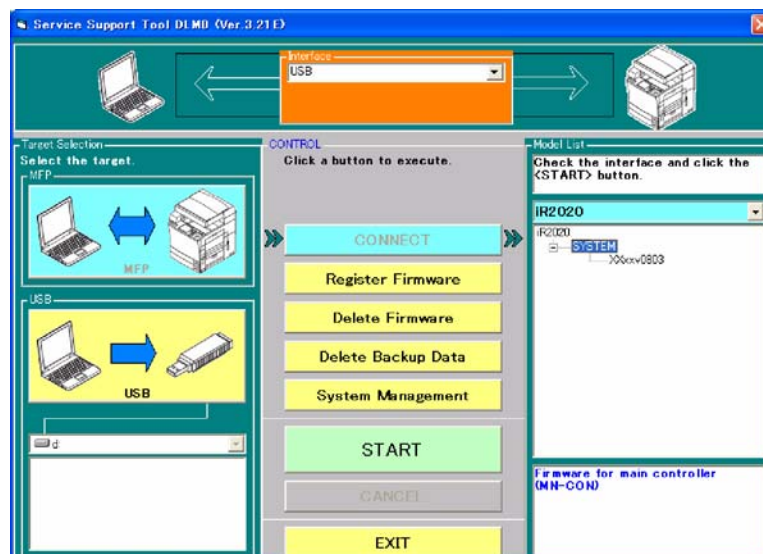 Service Support Tool DLMD (Ver.3.21E)
Interface
USB
Target Selection
Select the target.
MFP
MFP
USB
USB
d
CONTROL
Click a button to execute.
CONNECT
Register Firmware
Delete Firmware
Delete Backup Data
System Management
START
CANCEL
EXIT
Model List
Check the interface and click the
<START> button.
iR2020
iR2020
SYSTEM
XXxxv0803
Firmware for main controller
(MN-CON)